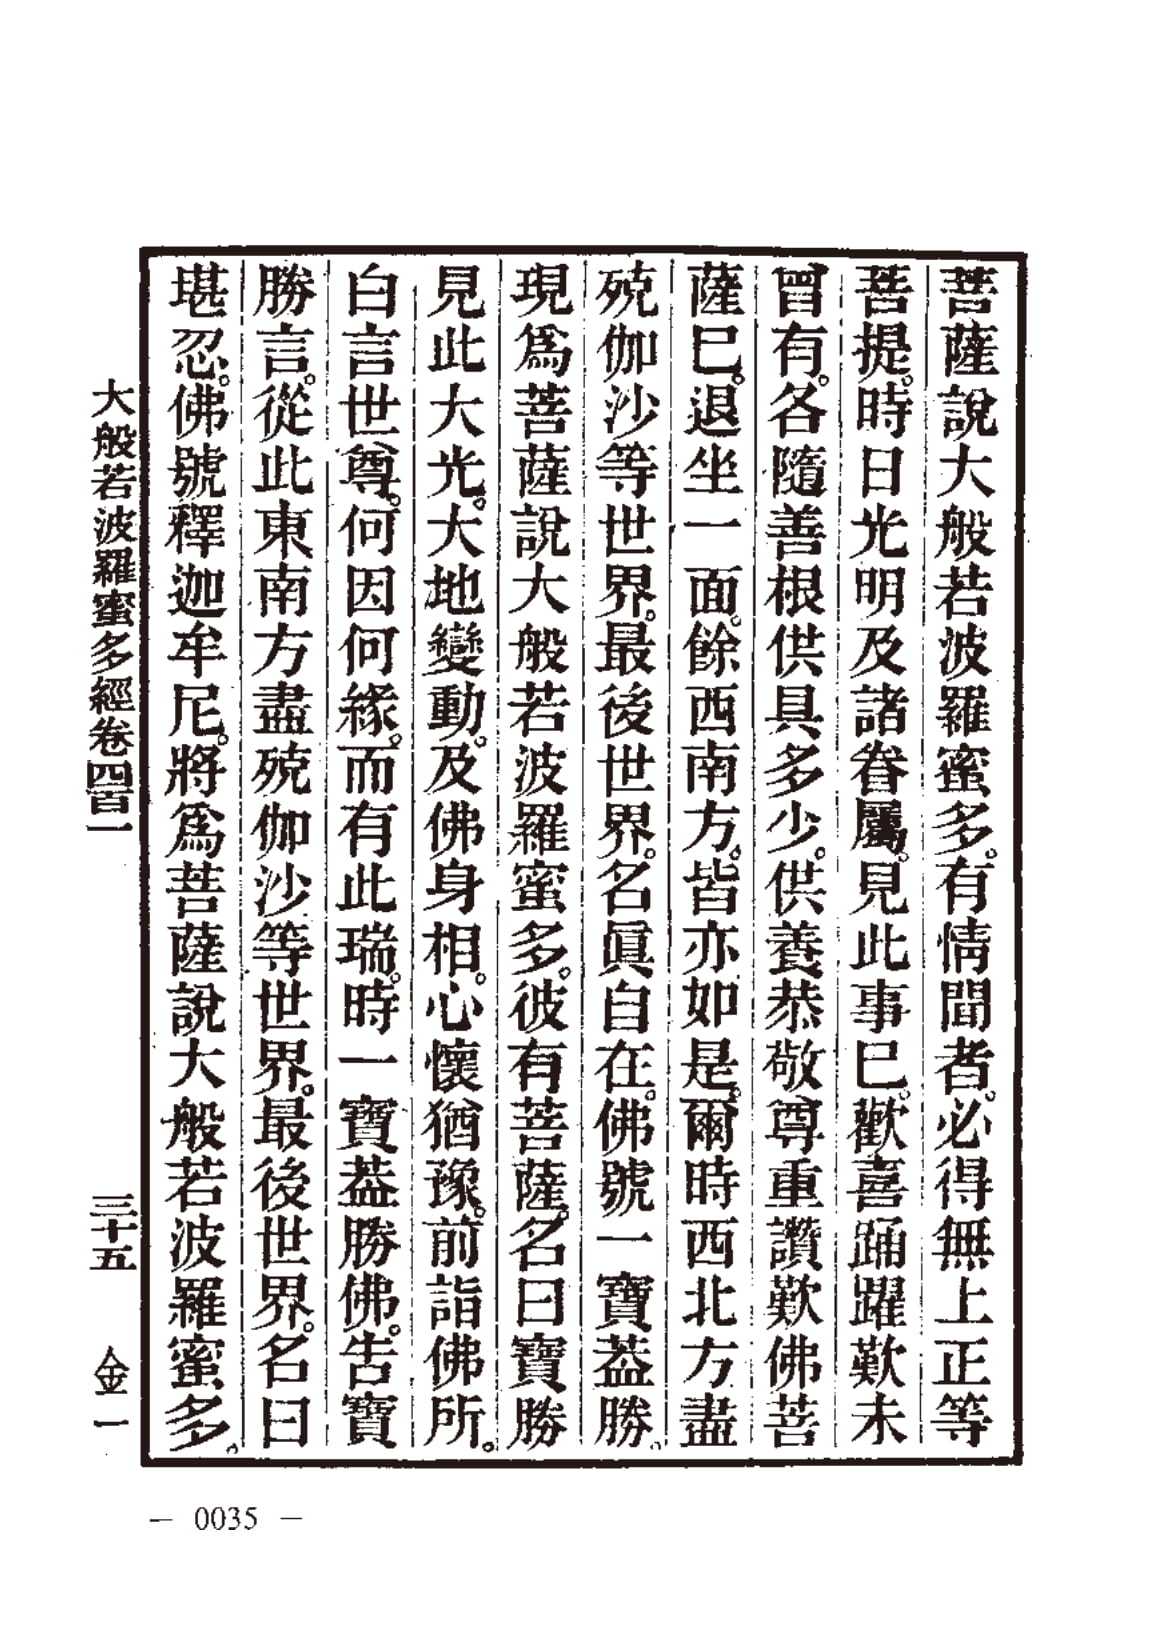 菩薩說大般若波羅蜜多。有情聞者。必得無上正等
菩提。時日光明及諸眷屬。見此事已。歡喜踊躍歎未
曾有。各隨善根供具多少。供養恭敬尊重讚歎佛菩
薩已。退坐一面。餘西南方。皆亦如是。爾時西北方盡
殑伽沙等世界。最後世界。名眞自在。佛號一寶葢勝。
現爲菩薩說大般若波羅蜜多。彼有菩薩。名曰寶勝
見此大光。大地變動。及佛身相。心懷猶豫。前詣佛所。
白言世尊。何因何緣。而有此瑞。時一寶葢勝佛。告寶
勝言。從此東南方盡殑伽沙等世界。最後世界。名曰
堪忍。佛號釋迦牟尼。將爲菩薩說大般若波羅蜜多。
大般若波羅蜜多經卷四百一 三十五 金一
— 0035 —